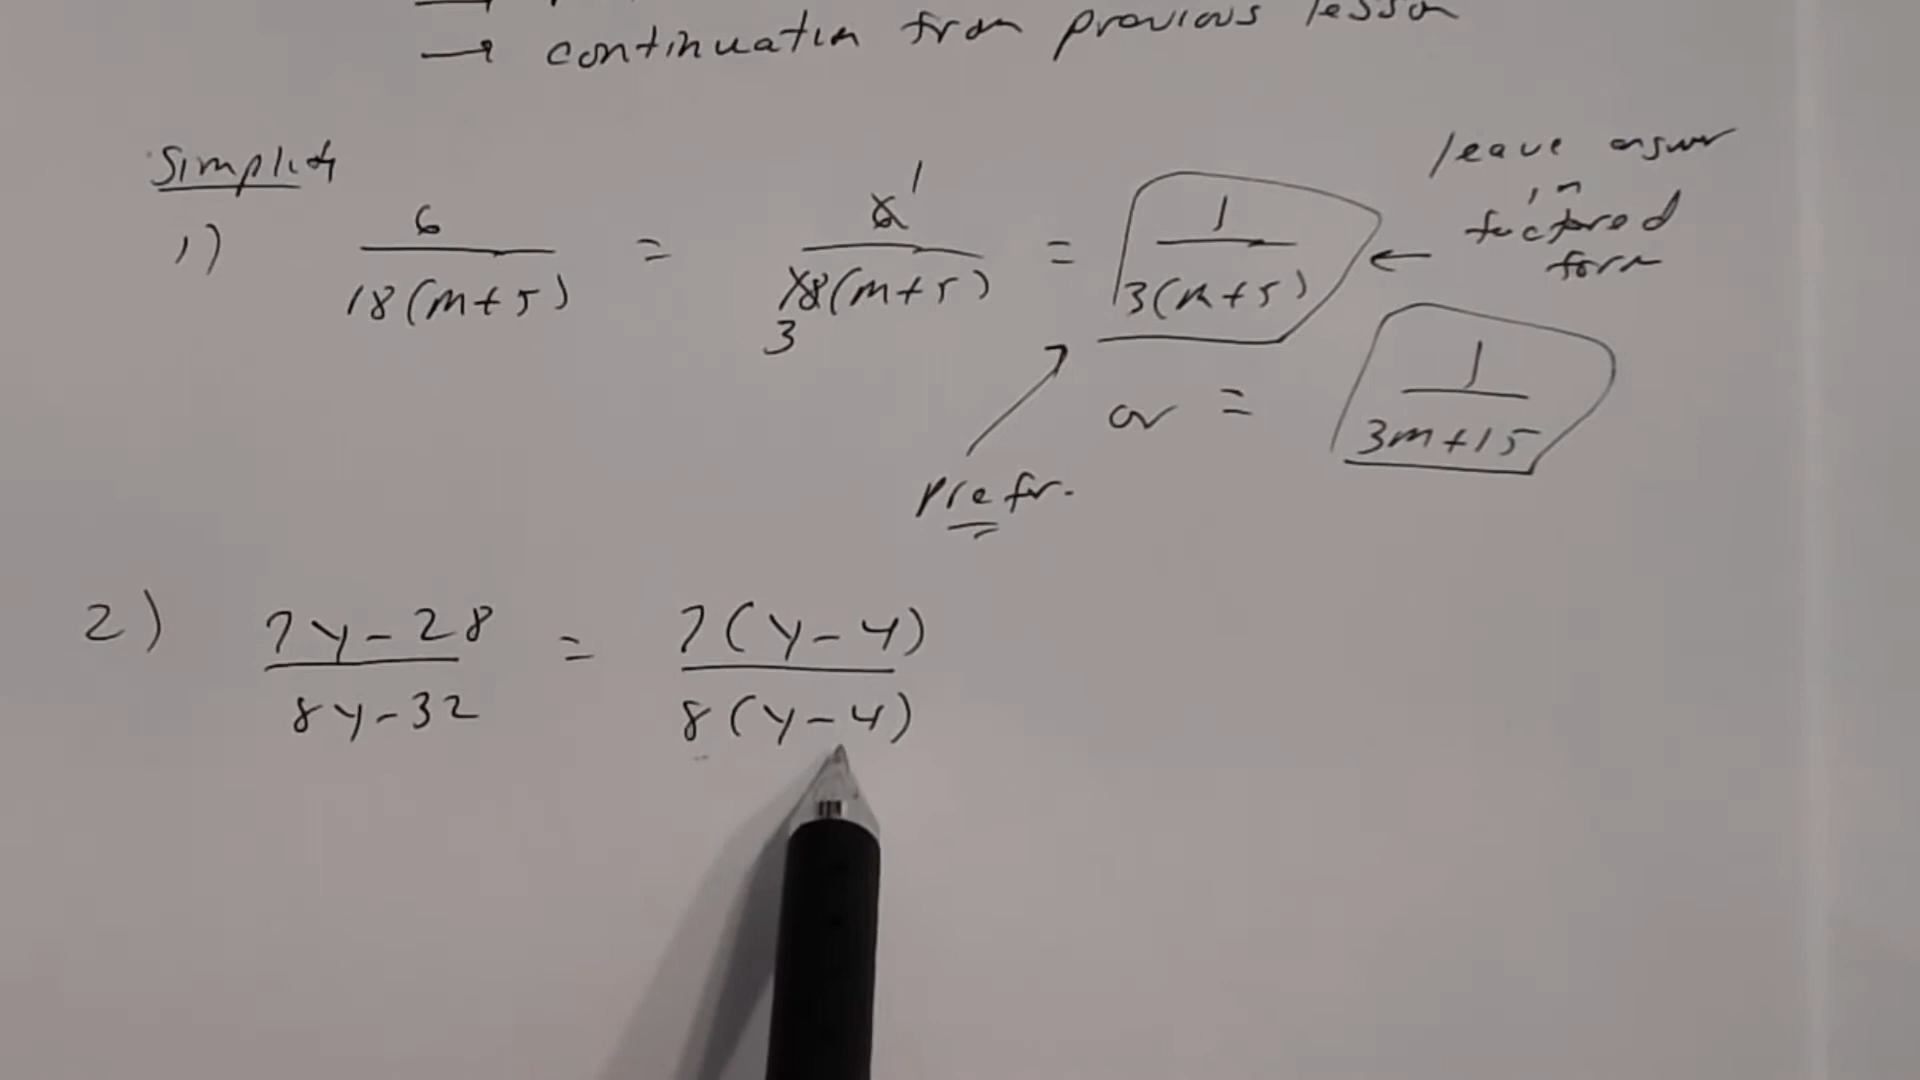 → continuation from previous lesson
Simplify
1) 6/18(m+5) = 6 1/18(m+5) 3 = 1/3(m+5) ← leave answer in factored form
or = 1/3m+15
prefer.
2) 7y-28/8y-32 = 7(y-4)/8(y-4)